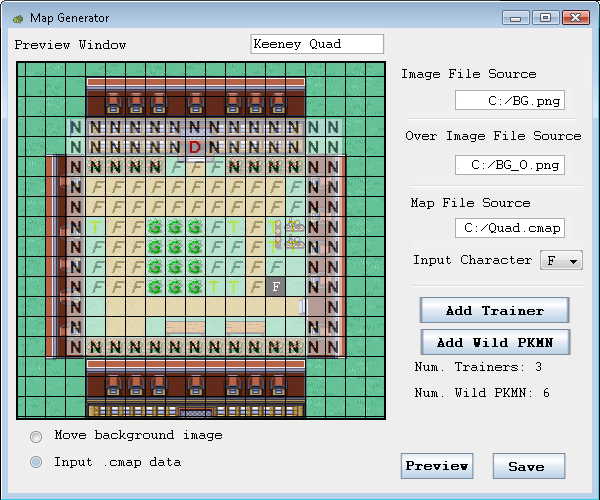 Map Generator
Preview Window
Keeney Quad
N N N N N N N N N N N N N N
N N N N N N D N N N N N N N
N N N N N F F F N N N N N N
N F F F F F F F F F F F N N
N F F F F F F F F F F F N N
N T F F G G G F T F T N N
N F F F G G G F F F N N
N F F F G G G F F F F N N
N F F F G G G T T F F N N
N N
N N N
N N N N N N N N N N N N N N
Move background image
Input .cmap data
Image File Source
C:/BG.png
Over Image File Source
C:/BG_O.png
Map File Source
C:/Quad.cmap
Input Character F
Add Trainer
Add Wild PKMN
Num. Trainers: 3
Num. Wild PKMN: 6
Preview Save